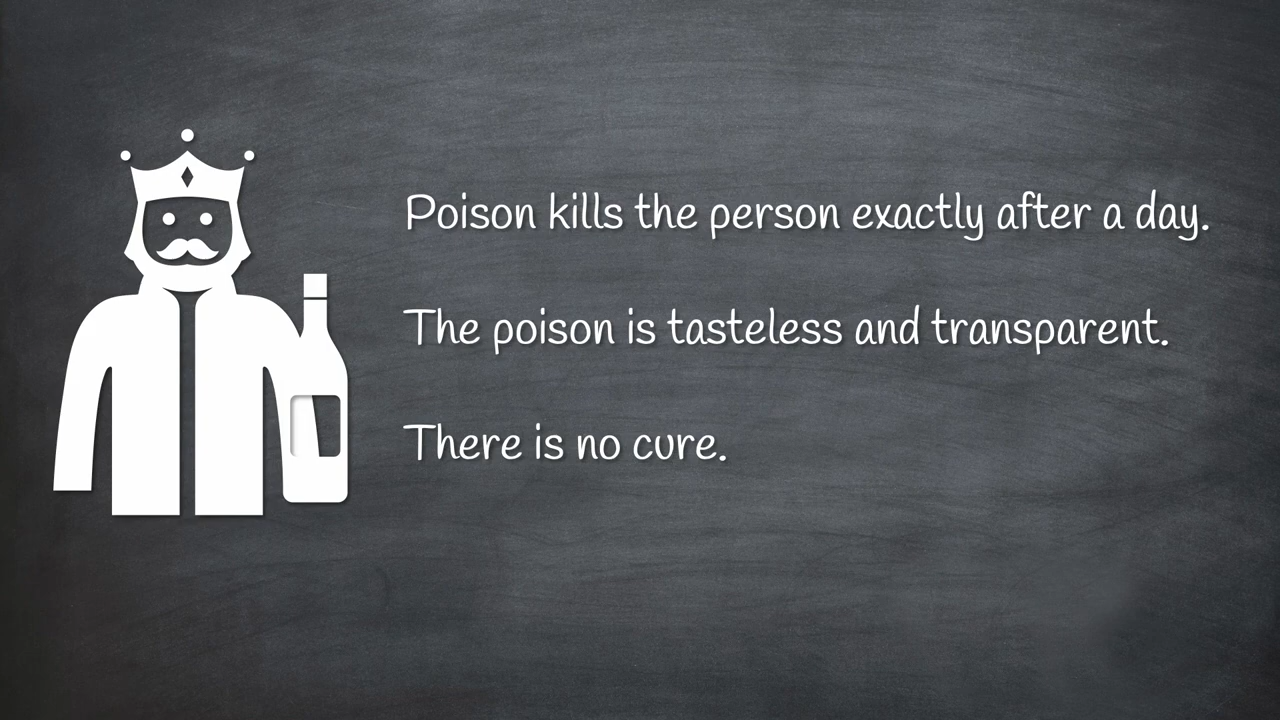 Poison kills the person exactly after a day.
The poison is tasteless and transparent.
There is no cure.